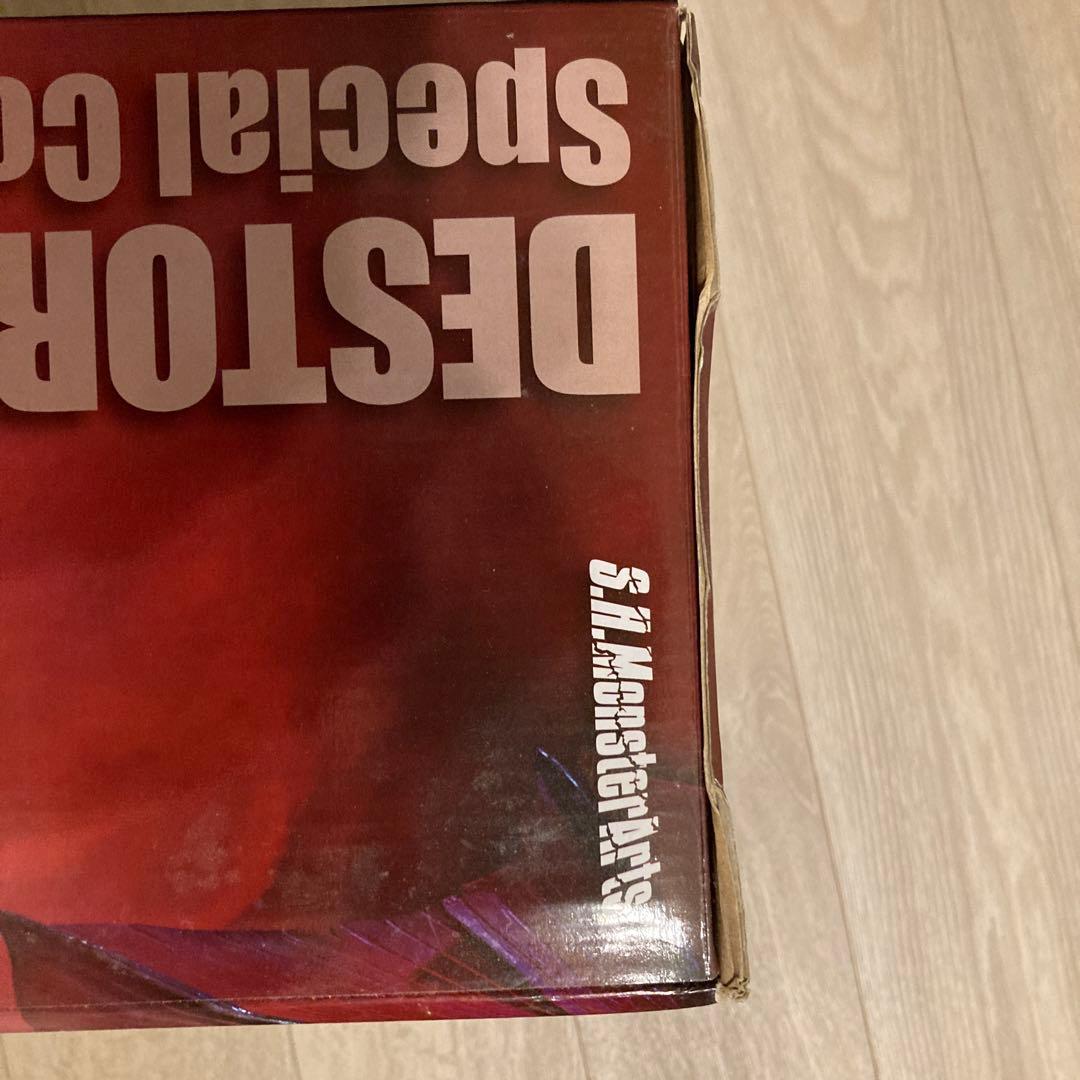 DESTOR
Special Co
S.H.MonsterArts